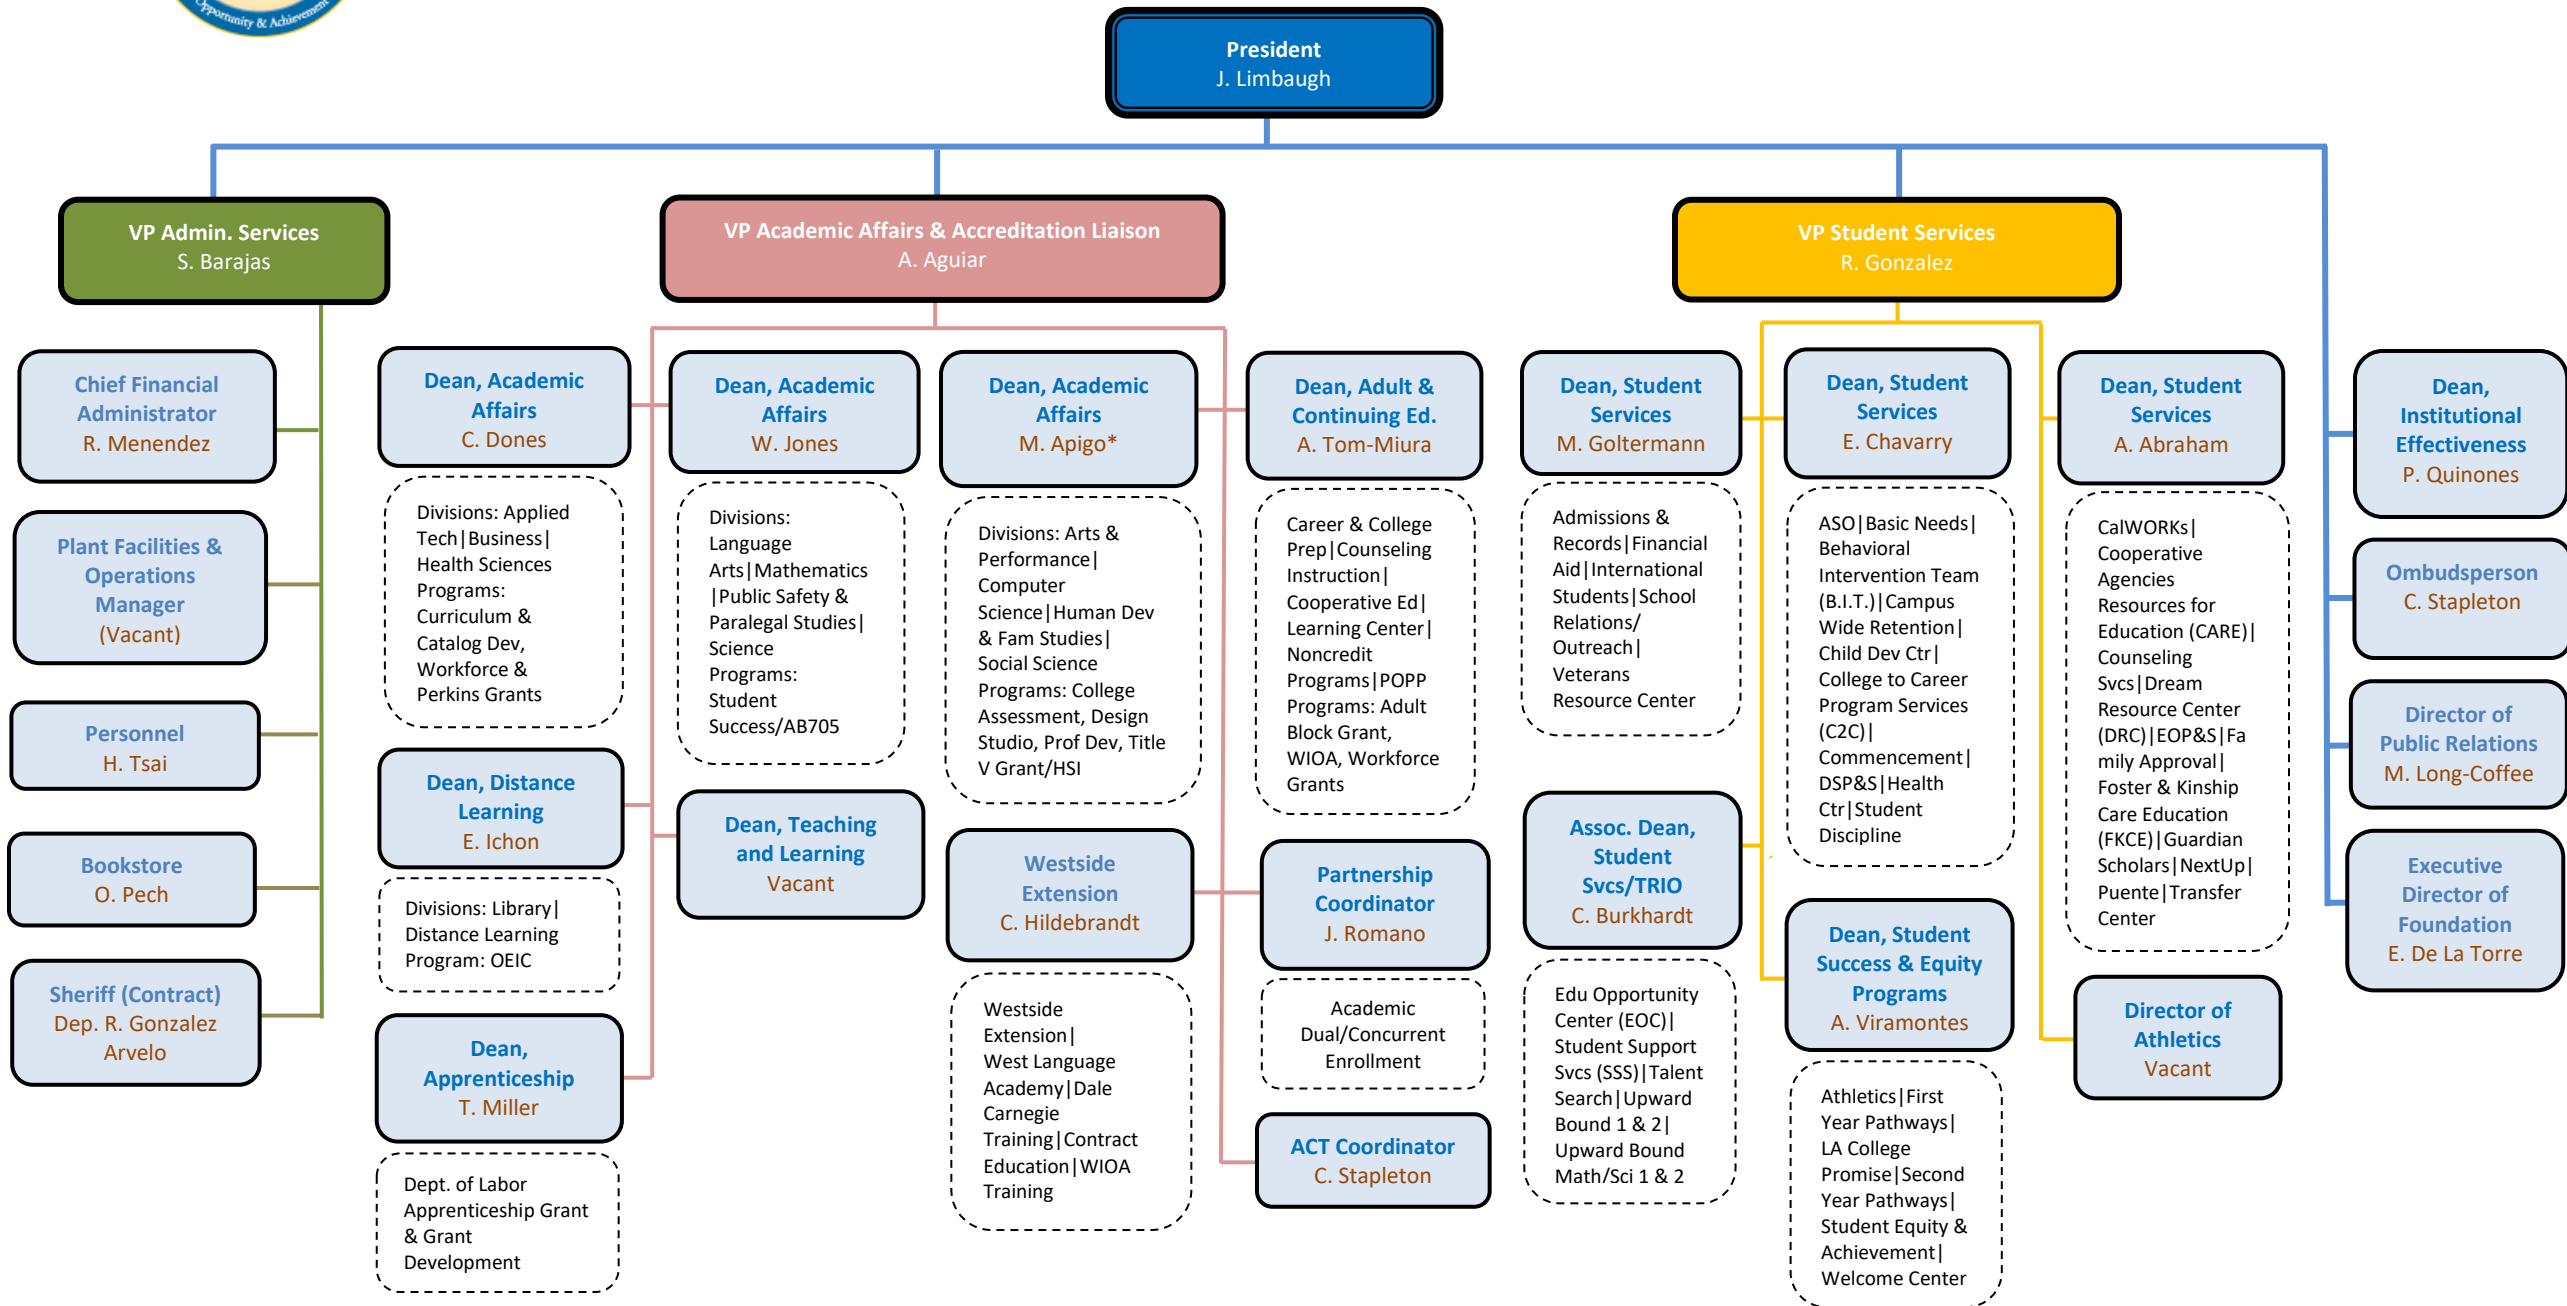 Opportunity & Achievement
President
J. Limbaugh
VP Admin. Services
S. Barajas
VP Academic Affairs & Accreditation Liaison
A. Aguiar
VP Student Services
R. Gonzalez
Chief Financial
Administrator
R. Menendez
Plant Facilities &
Operations
Manager
(Vacant)
Personnel
H. Tsai
Bookstore
O. Pech
Sheriff (Contract)
Dep. R. Gonzalez
Arvelo
Dean, Academic
Affairs
C. Dones
Divisions: Applied
Tech|Business|
Health Sciences
Programs:
Curriculum &
Catalog Dev,
Workforce &
Perkins Grants
Dean, Distance
Learning
E. Ichon
Divisions: Library|
Distance Learning
Program: OEIC
Dean,
Apprenticeship
T. Miller
Dept. of Labor
Apprenticeship Grant
& Grant
Development
Dean, Academic
Affairs
W. Jones
Divisions:
Language
Arts|Mathematics
|Public Safety &
Paralegal Studies|
Science
Programs:
Student
Success/AB705
Dean, Teaching
and Learning
Vacant
Dean, Academic
Affairs
M. Apigo*
Divisions: Arts &
Performance|
Computer
Science|Human Dev
& Fam Studies|
Social Science
Programs: College
Assessment, Design
Studio, Prof Dev, Title
V Grant/HSI
Westside
Extension
C. Hildebrandt
Westside
Extension|
West Language
Academy|Dale
Carnegie
Training|Contract
Education|WIOA
Training
Dean, Adult &
Continuing Ed.
A. Tom-Miura
Career & College
Prep|Counseling
Instruction|
Cooperative Ed|
Learning Center|
Noncredit
Programs|POPP
Programs: Adult
Block Grant,
WIOA, Workforce
Grants
Partnership
Coordinator
J. Romano
Academic
Dual/Concurrent
Enrollment
ACT Coordinator
C. Stapleton
Dean, Student
Services
M. Goltermann
Admissions &
Records|Financial
Aid|International
Students|School
Relations/
Outreach|
Veterans
Resource Center
Assoc. Dean,
Student
Svcs/TRIO
C. Burkhardt
Edu Opportunity
Center (EOC)|
Student Support
Svcs (SSS)|Talent
Search|Upward
Bound 1 & 2|
Upward Bound
Math/Sci 1 & 2
Dean, Student
Services
E. Chavarry
ASO|Basic Needs|
Behavioral
Intervention Team
(B.I.T.)|Campus
Wide Retention|
Child Dev Ctr|
College to Career
Program Services
(C2C)|
Commencement|
DSP&S|Health
Ctr|Student
Discipline
Dean, Student
Success & Equity
Programs
A. Viramontes
Athletics|First
Year Pathways|
LA College
Promise|Second
Year Pathways|
Student Equity &
Achievement|
Welcome Center
Dean, Student
Services
A. Abraham
CalWORKs|
Cooperative
Agencies
Resources for
Education (CARE)|
Counseling
Svcs|Dream
Resource Center
(DRC)|EOP&S|Fa
mily Approval|
Foster & Kinship
Care Education
(FKCE)|Guardian
Scholars|NextUp|
Puente|Transfer
Center
Director of
Athletics
Vacant
Dean,
Institutional
Effectiveness
P. Quinones
Ombudsperson
C. Stapleton
Director of
Public Relations
M. Long-Coffee
Executive
Director of
Foundation
E. De La Torre